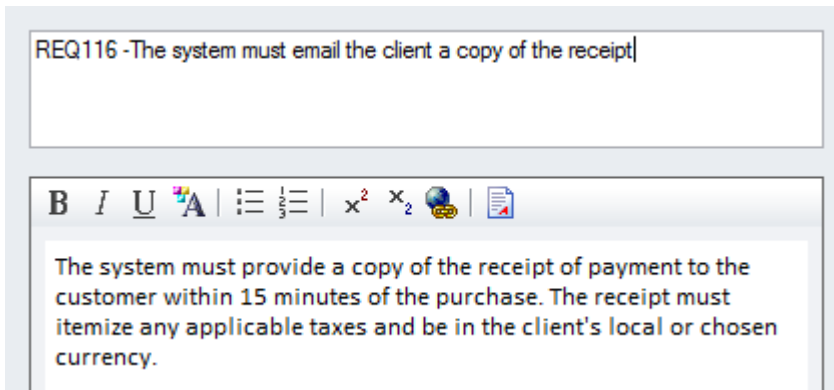 REQ116 -The system must email the client a copy of the receipt
B I U A x² x₂
The system must provide a copy of the receipt of payment to the
customer within 15 minutes of the purchase. The receipt must
itemize any applicable taxes and be in the client's local or chosen
currency.